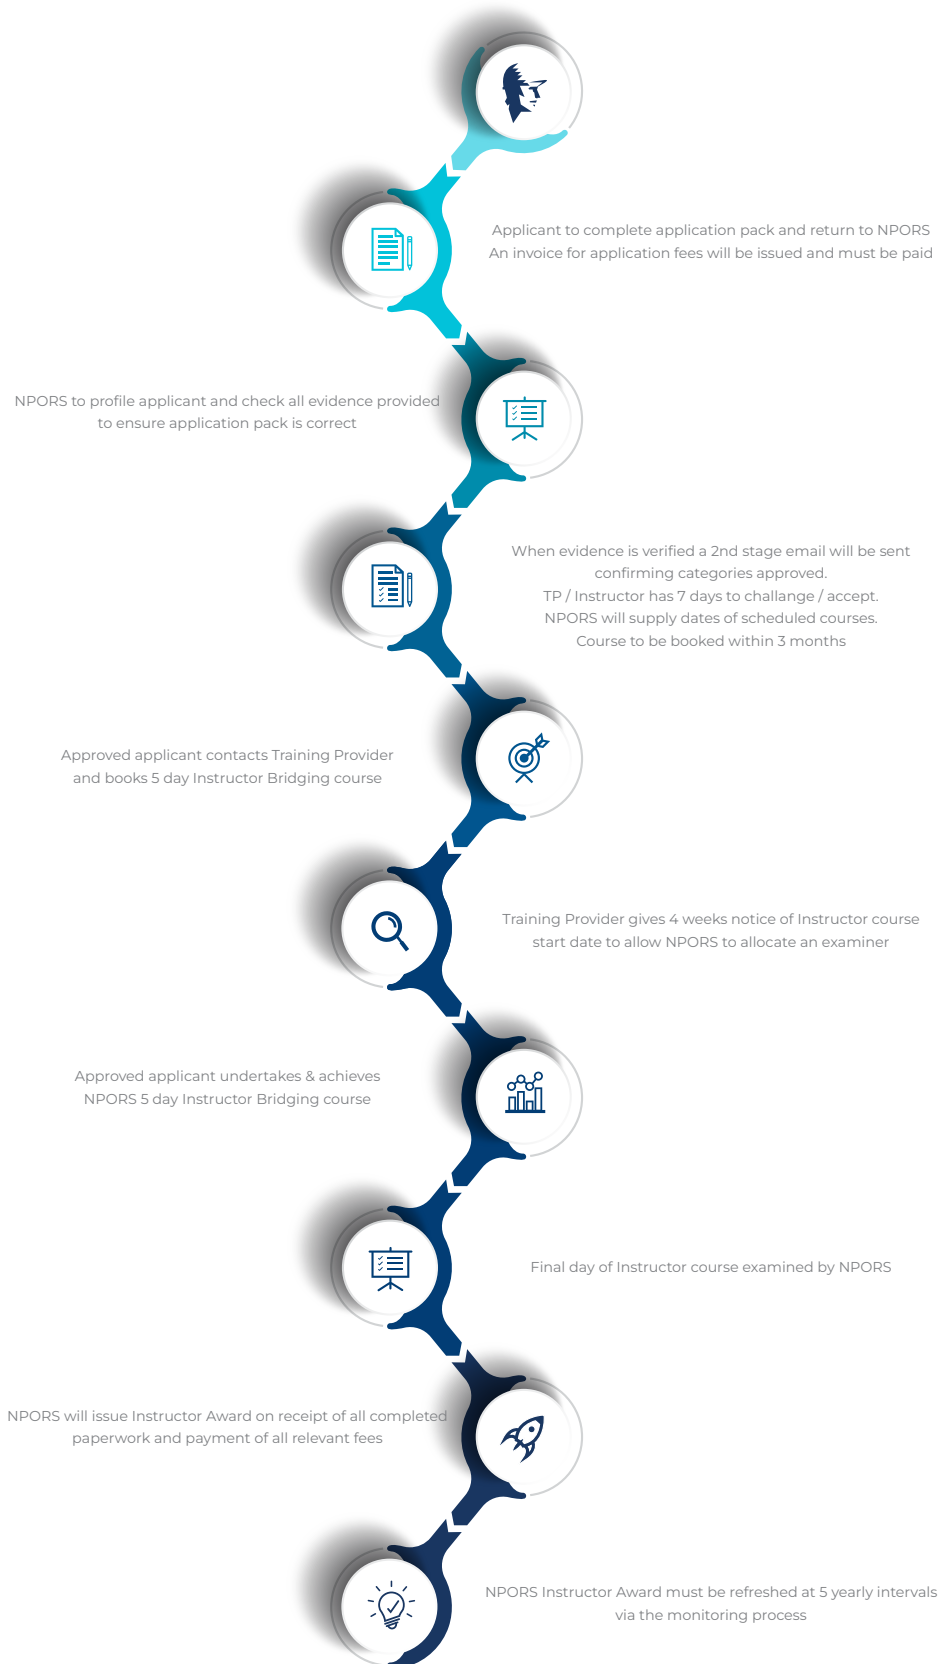 Applicant to complete application pack and return to NPORS
An invoice for application fees will be issued and must be paid
NPORS to profile applicant and check all evidence provided
to ensure application pack is correct
When evidence is verified a 2nd stage email will be sent
confirming categories approved.
TP / Instructor has 7 days to challange / accept.
NPORS will supply dates of scheduled courses.
Course to be booked within 3 months
Approved applicant contacts Training Provider
and books 5 day Instructor Bridging course
Training Provider gives 4 weeks notice of Instructor course
start date to allow NPORS to allocate an examiner
Approved applicant undertakes & achieves
NPORS 5 day Instructor Bridging course
Final day of Instructor course examined by NPORS
NPORS will issue Instructor Award on receipt of all completed
paperwork and payment of all relevant fees
NPORS Instructor Award must be refreshed at 5 yearly intervals
via the monitoring process